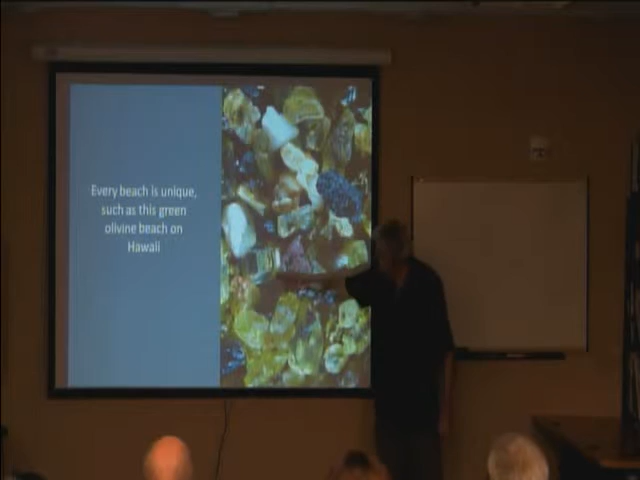 Every beach is unique,
such as this green
olivine beach on
Hawaii